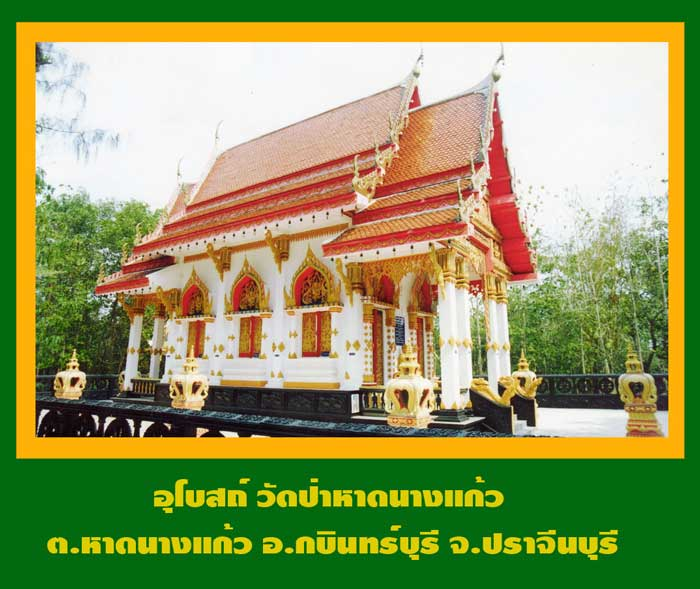 อุโบสถ์ วัดป่าหาดนางแก้ว
ต.หาดนางแก้ว อ.กบินทร์บุรี จ.ปราจีนบุรี